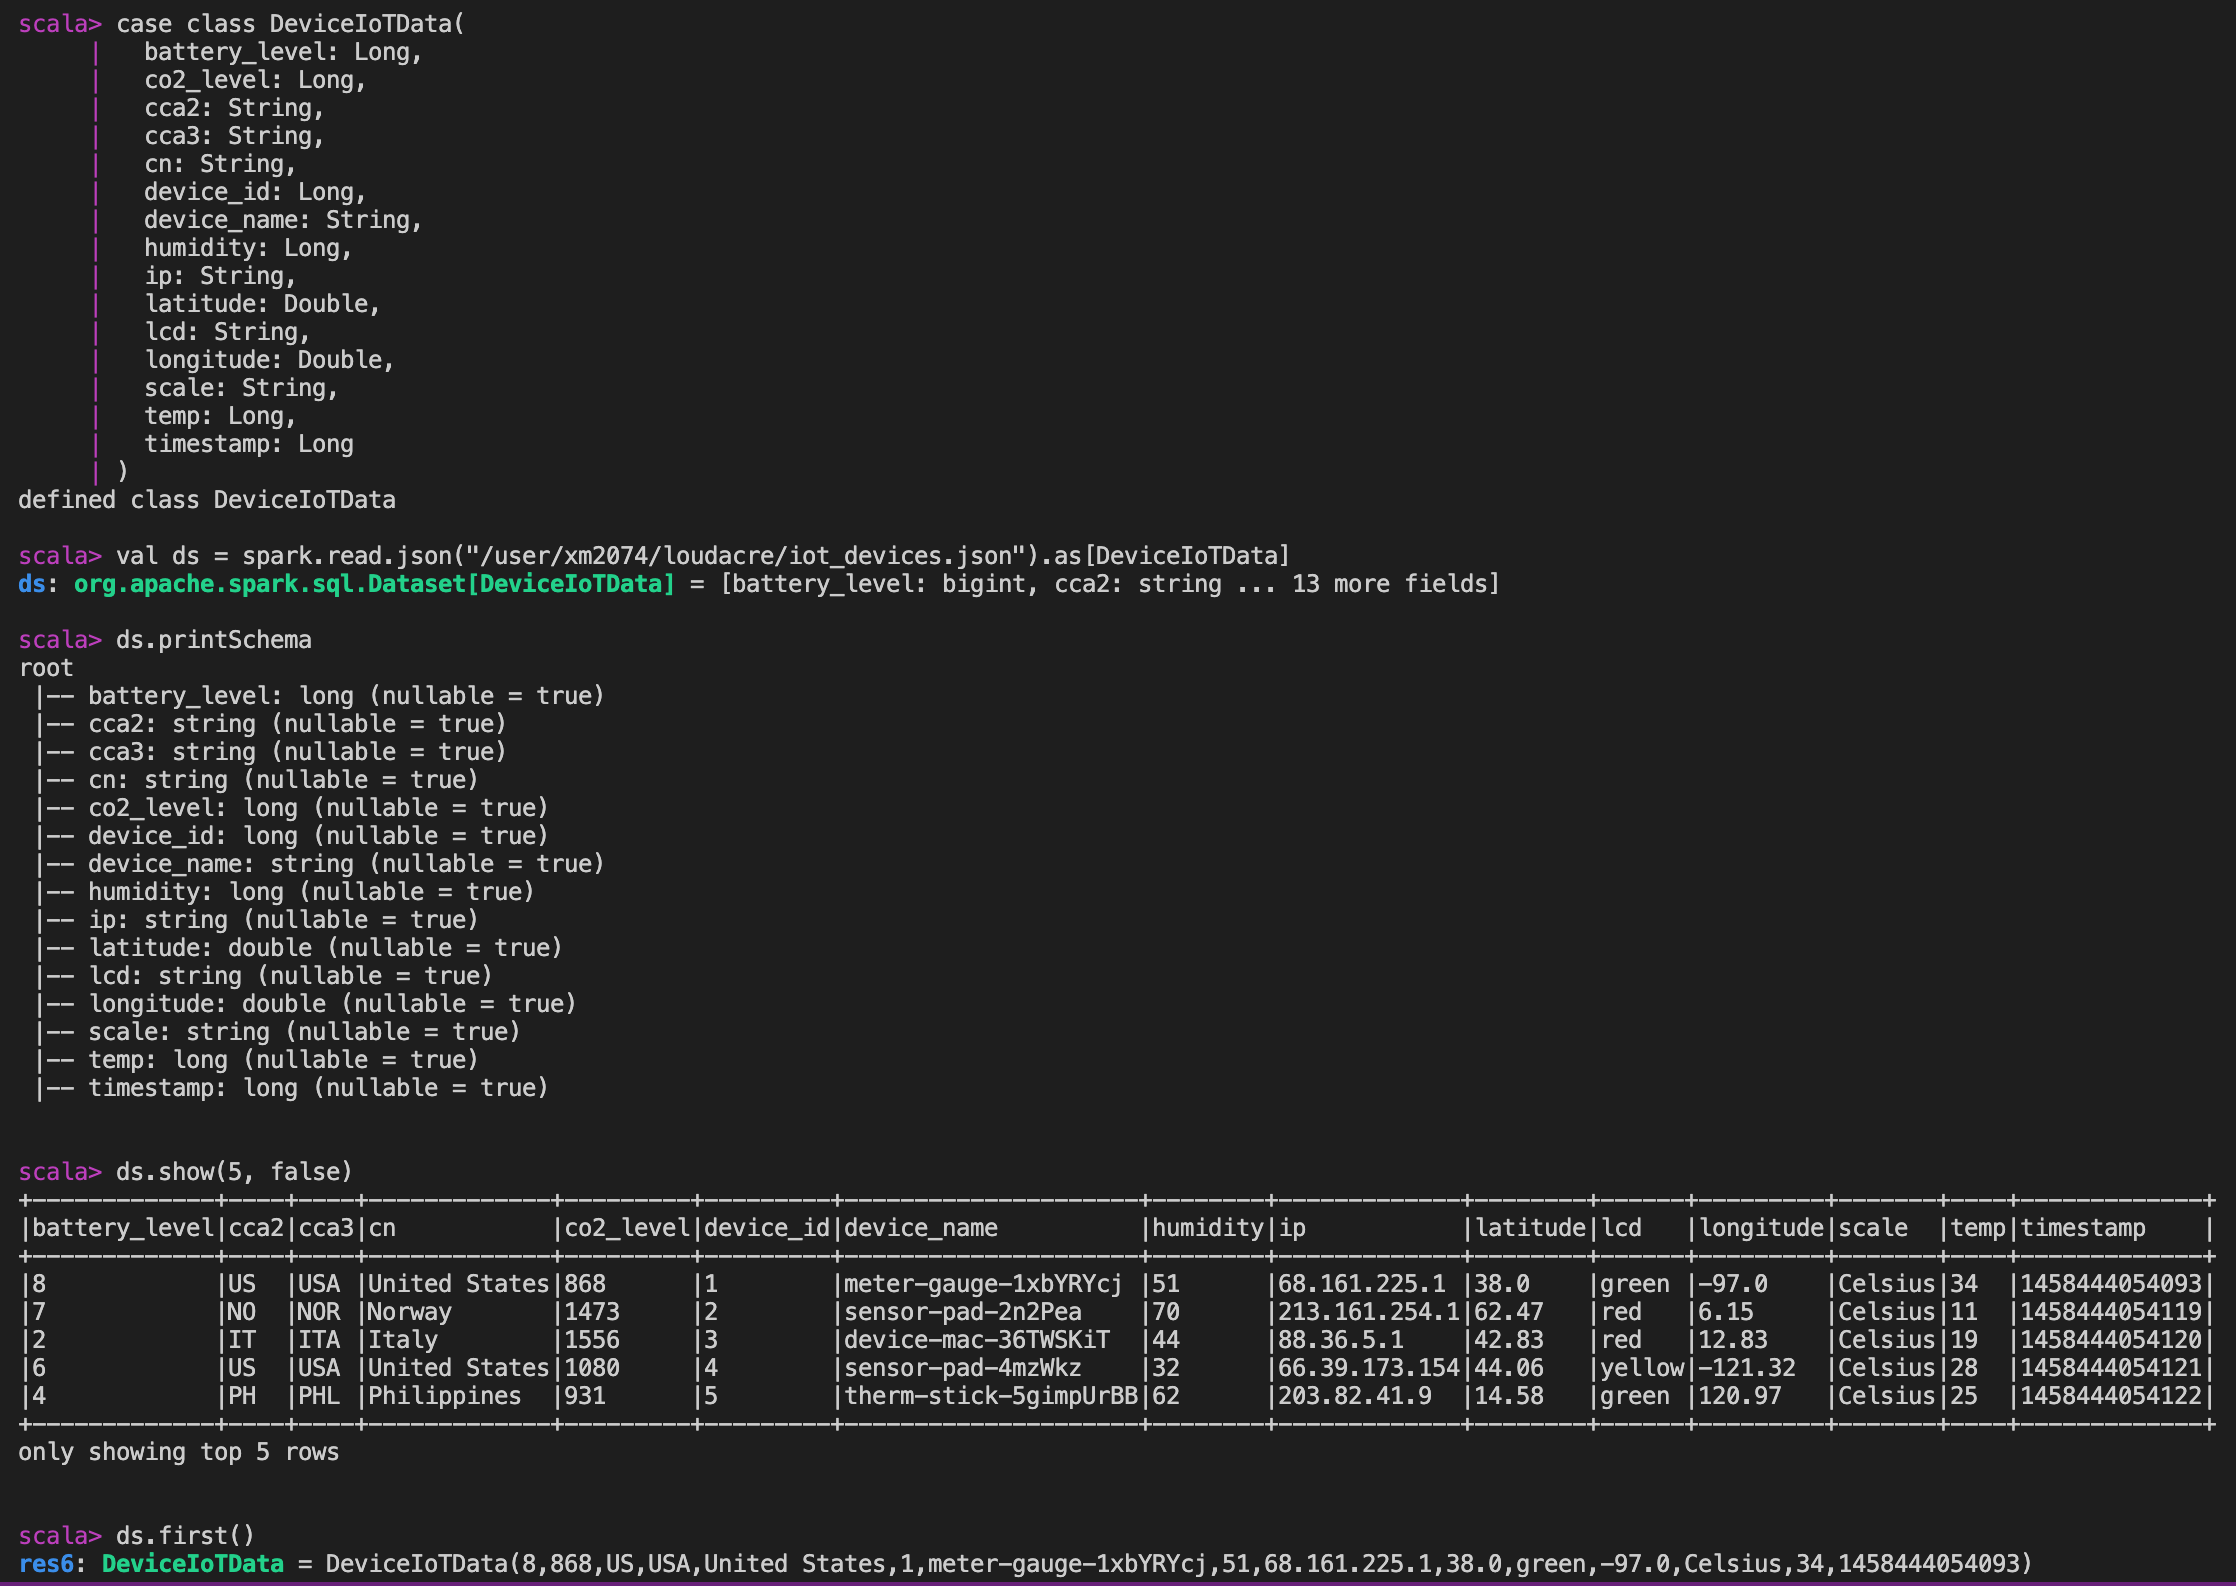 scala> case class DeviceIoTData(
     |   battery_level: Long,
     |   co2_level: Long,
     |   cca2: String,
     |   cca3: String,
     |   cn: String,
     |   device_id: Long,
     |   device_name: String,
     |   humidity: Long,
     |   ip: String,
     |   latitude: Double,
     |   lcd: String,
     |   longitude: Double,
     |   scale: String,
     |   temp: Long,
     |   timestamp: Long
     | )
defined class DeviceIoTData
scala> val ds = spark.read.json("/user/xm2074/loudacre/iot_devices.json").as[DeviceIoTData]
ds: org.apache.spark.sql.Dataset[DeviceIoTData] = [battery_level: bigint, cca2: string ... 13 more fields]
scala> ds.printSchema
root
 |-- battery_level: long (nullable = true)
 |-- cca2: string (nullable = true)
 |-- cca3: string (nullable = true)
 |-- cn: string (nullable = true)
 |-- co2_level: long (nullable = true)
 |-- device_id: long (nullable = true)
 |-- device_name: string (nullable = true)
 |-- humidity: long (nullable = true)
 |-- ip: string (nullable = true)
 |-- latitude: double (nullable = true)
 |-- lcd: string (nullable = true)
 |-- longitude: double (nullable = true)
 |-- scale: string (nullable = true)
 |-- temp: long (nullable = true)
 |-- timestamp: long (nullable = true)
scala> ds.show(5, false)
+-------------+----+----+-------------+---------+---------+---------------------+--------+-------------+--------+------+---------+-------+----+-------------+
|battery_level|cca2|cca3|cn           |co2_level|device_id|device_name          |humidity|ip           |latitude|lcd   |longitude|scale  |temp|timestamp    |
+-------------+----+----+-------------+---------+---------+---------------------+--------+-------------+--------+------+---------+-------+----+-------------+
|8            |US  |USA |United States|868      |1        |meter-gauge-1xbYRYcj |51      |68.161.225.1 |38.0    |green |-97.0    |Celsius|34  |1458444054093|
|7            |NO  |NOR |Norway       |1473     |2        |sensor-pad-2n2Pea    |70      |213.161.254.1|62.47   |red   |6.15     |Celsius|11  |1458444054119|
|2            |IT  |ITA |Italy        |1556     |3        |device-mac-36TWSKiT  |44      |88.36.5.1    |42.83   |red   |12.83    |Celsius|19  |1458444054120|
|6            |US  |USA |United States|1080     |4        |sensor-pad-4mzWkz    |32      |66.39.173.154|44.06   |yellow|-121.32  |Celsius|28  |1458444054121|
|4            |PH  |PHL |Philippines  |931      |5        |therm-stick-5gimpUrBB|62      |203.82.41.9  |14.58   |green |120.97   |Celsius|25  |1458444054122|
+-------------+----+----+-------------+---------+---------+---------------------+--------+-------------+--------+------+---------+-------+----+-------------+
only showing top 5 rows
scala> ds.first()
res6: DeviceIoTData = DeviceIoTData(8,868,US,USA,United States,1,meter-gauge-1xbYRYcj,51,68.161.225.1,38.0,green,-97.0,Celsius,34,1458444054093)